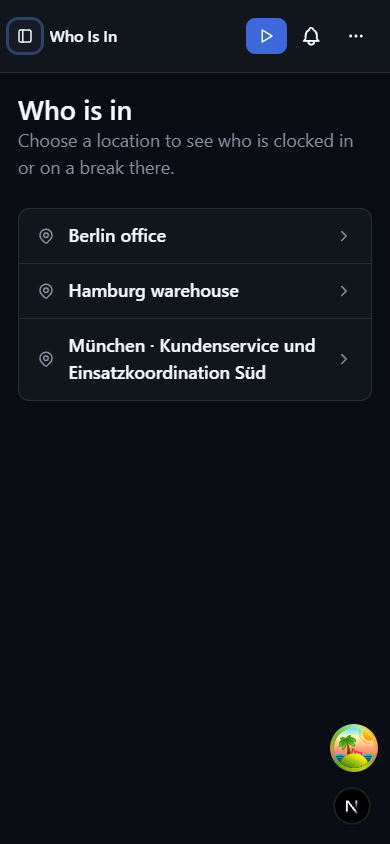 Who Is In
Who is in
Choose a location to see who is clocked in
or on a break there.
Berlin office
Hamburg warehouse
München · Kundenservice und
Einsatzkoordination Süd
N